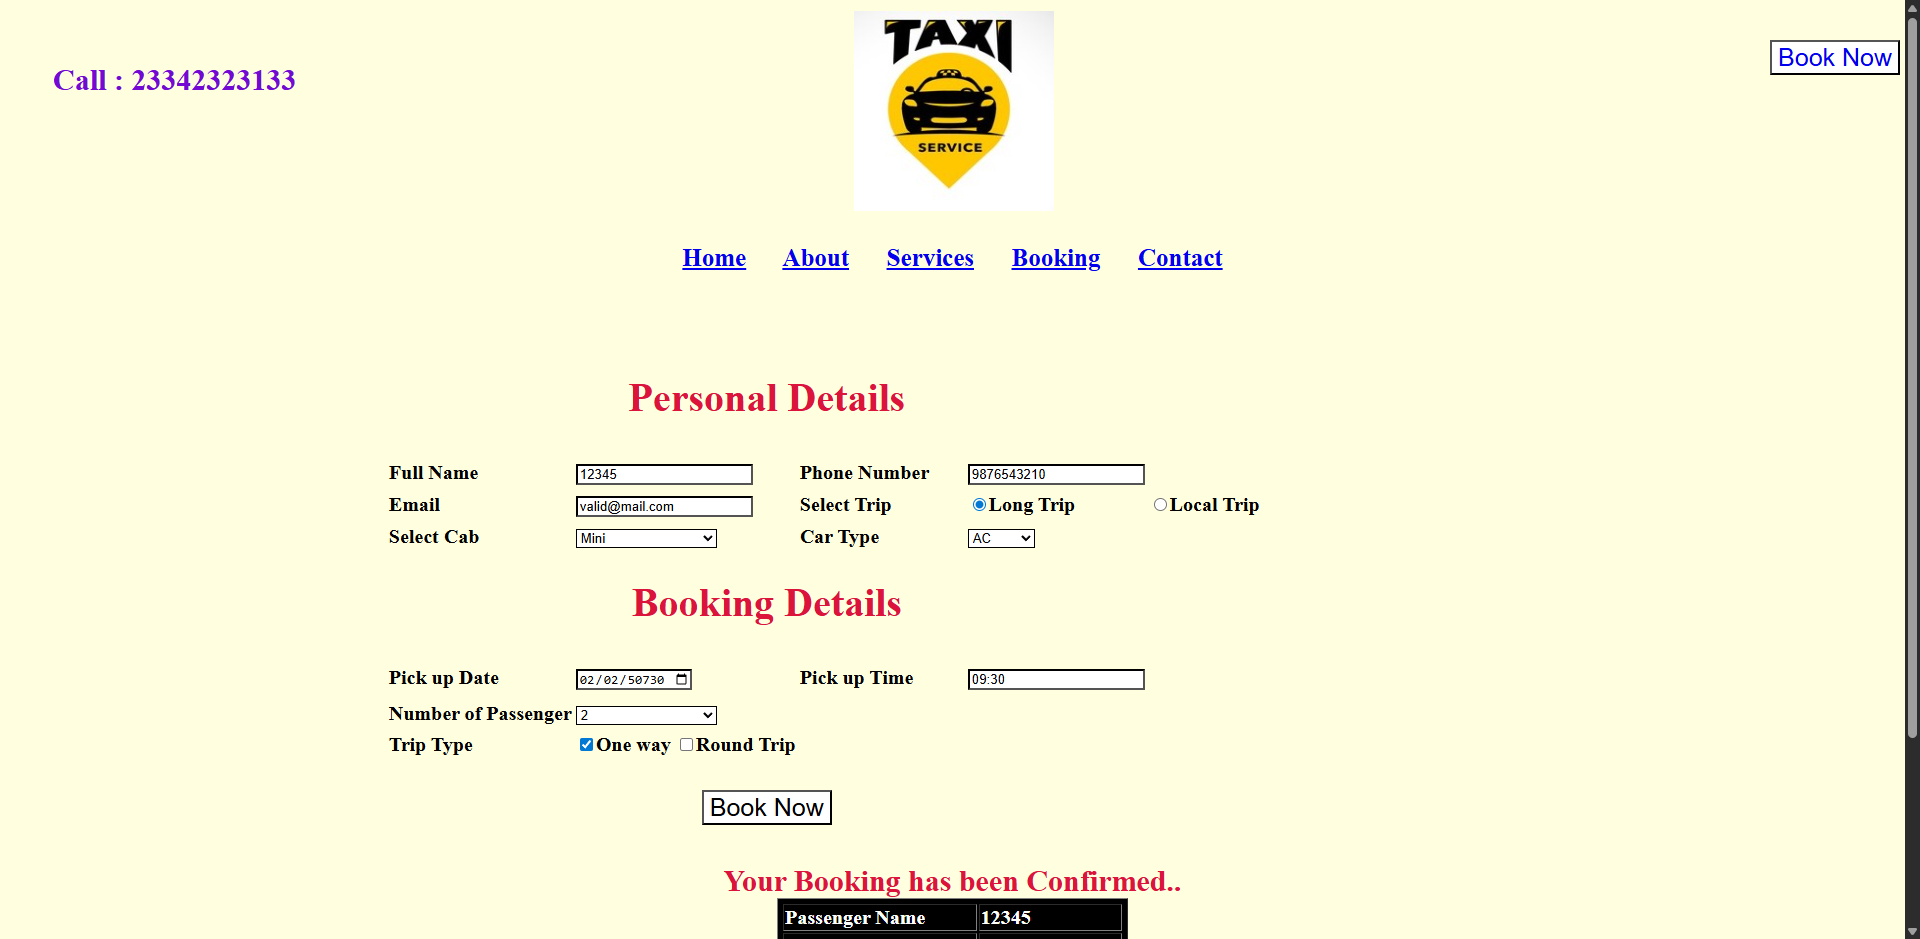 TAXI
SERVICE
Call : 23342323133
Book Now
Home About Services Booking Contact
Personal Details
Full Name 12345 Phone Number 9876543210
Email valid@mail.com Select Trip Long Trip Local Trip
Select Cab Mini Car Type AC
Booking Details
Pick up Date 02/02/50730 Pick up Time 09:30
Number of Passenger 2
Trip Type One way Round Trip
Book Now
Your Booking has been Confirmed..
Passenger Name 12345